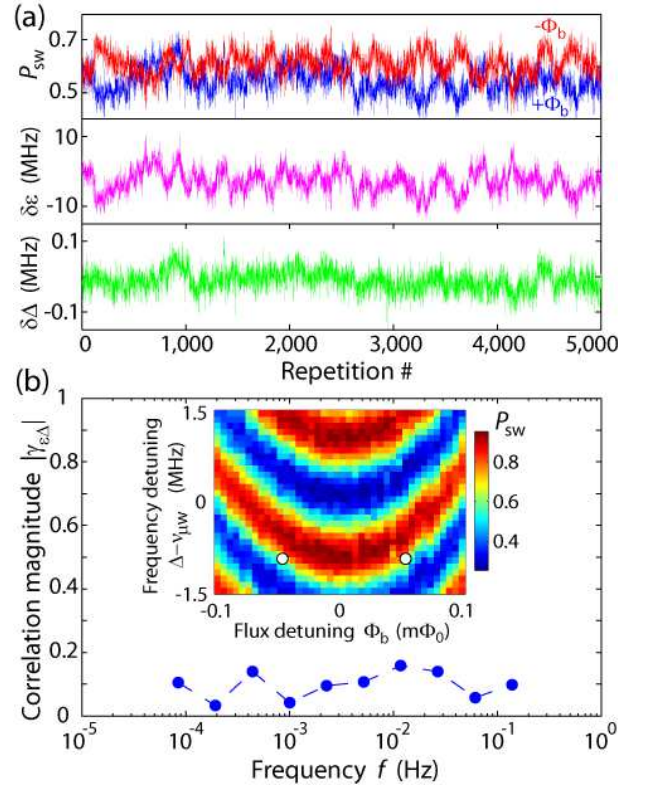 (a)
0.7
P_sw
0.5
-Φ_b
+Φ_b
10
δε (MHz)
-10
0.1
δΔ (MHz)
-0.1
0 1,000 2,000 3,000 4,000 5,000
Repetition #
(b)
1
0.8
0.6
0.4
0.2
0
Correlation magnitude |γ_εΔ|
10^-5 10^-4 10^-3 10^-2 10^-1 10^0
Frequency f (Hz)
Frequency detuning
Δ–ν_μw (MHz)
1.5
0
-1.5
-0.1 0 0.1
Flux detuning Φ_b (mΦ_0)
P_sw
0.8
0.6
0.4